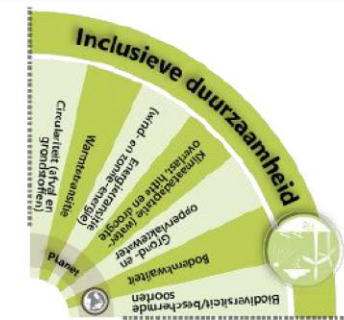 Inclusieve duurzaamheid
Circulariteit (afval en
grondstoffen)
Warmtetransitie
Energietransitie
(wind- en zonne-energie)
Klimaatadaptatie (water-
overlast, hitte en droogte
Grond- en
oppervlaktewater
Bodemkwaliteit
Biodiversiteit/beschermde
soorten
Planet